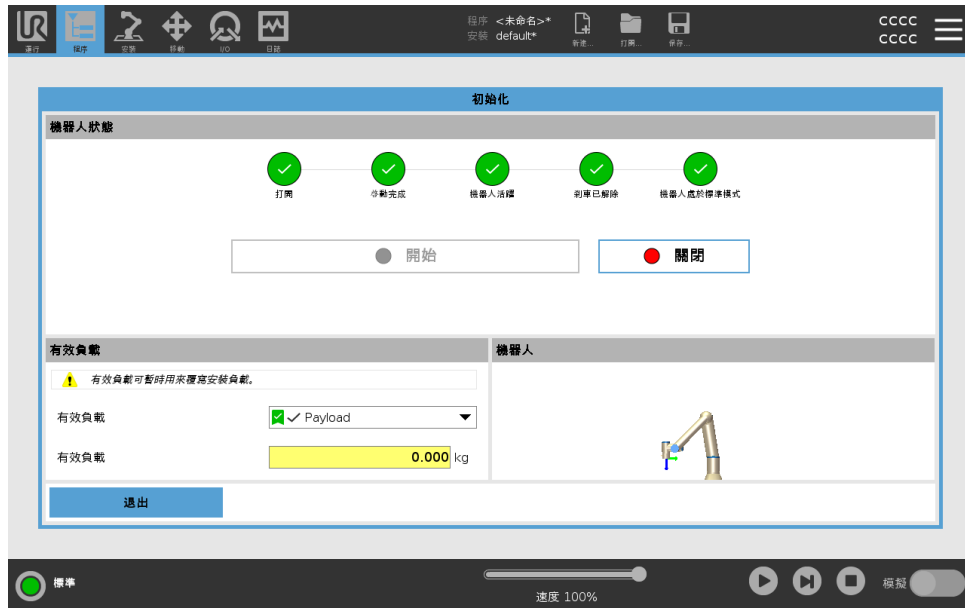 程序 <未命名>*
安裝 default*
運行
程序
安裝
移動
I/O
日誌
新建...
打開...
保存...
CCCC
CCCC
初始化
機器人狀態
打開
啓動完成
機器人活躍
剎車已解除
機器人處於標準模式
開始
關閉
有效負載
機器人
有效負載可暫時用來覆寫安裝負載。
有效負載
Payload
有效負載
0.000 kg
退出
標準
速度 100%
模擬